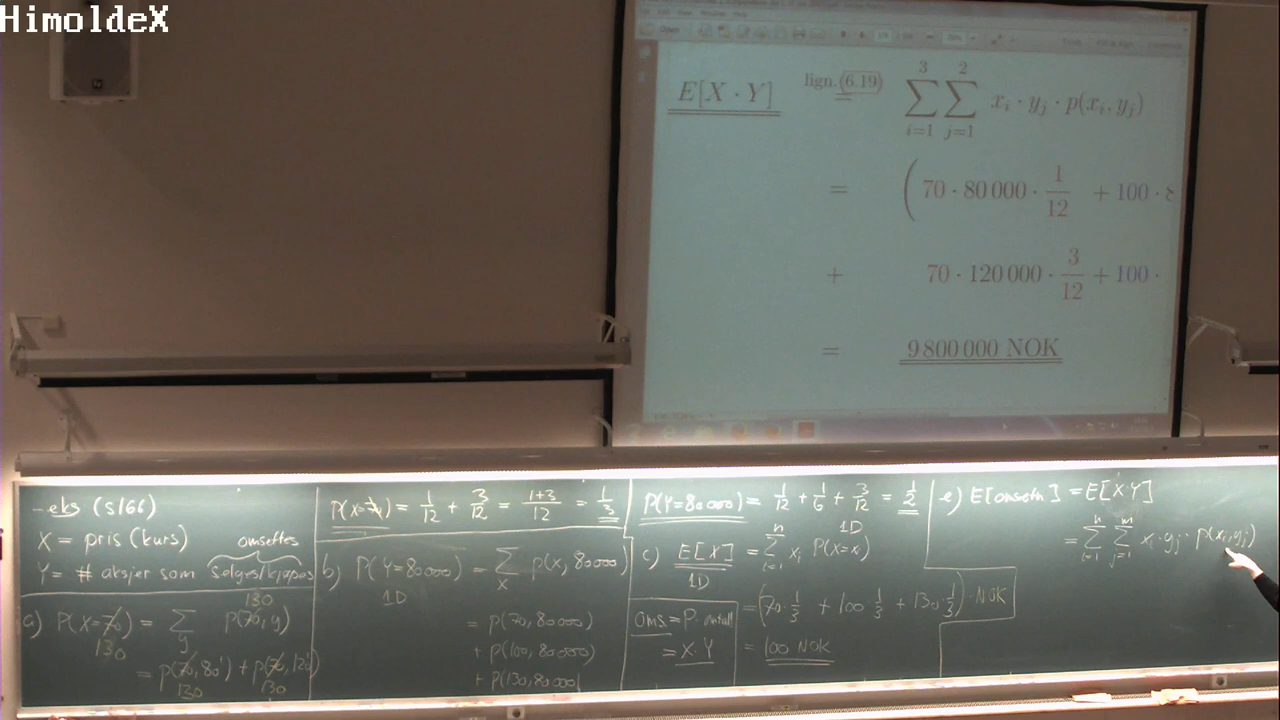 HimoldeX
E[X · Y] lign.(6.19) = ∑_{i=1}^{3} ∑_{j=1}^{2} x_i · y_j · p(x_i, y_j)
= ( 70 · 80 000 · 1/12 + 100 · 8
+ 70 · 120 000 · 3/12 + 100 ·
= 9 800 000 NOK
- eks (s166)
X = pris (kurs)
omsettes
Y = # aksjer som selges/kjøpes
130
a) P(X=70) = ∑_y p(70, y)
130
= p(70, 80') + p(70, 120)
130 130
= 1/12 + 3/12 = 1+3/12 = 1/3
b) P(Y=80000) = ∑_x p(x, 80000)
1D
= p(70, 80000)
+ p(100, 80000)
+ p(130, 80000)
P(Y=80000) = 1/12 + 1/6 + 3/12 = 1/2
1D
c) E[X] = ∑_{i=1}^{n} x_i P(X=x)
1D
= (70·1/3 + 100·1/3 + 130·1/3) · NOK
= 100 NOK
Oms = P · antall
= X·Y
e) E[omsetn] = E[X·Y]
= ∑_{i=1}^{n} ∑_{j=1}^{m} x_i · y_j · p(x_i, y_j)